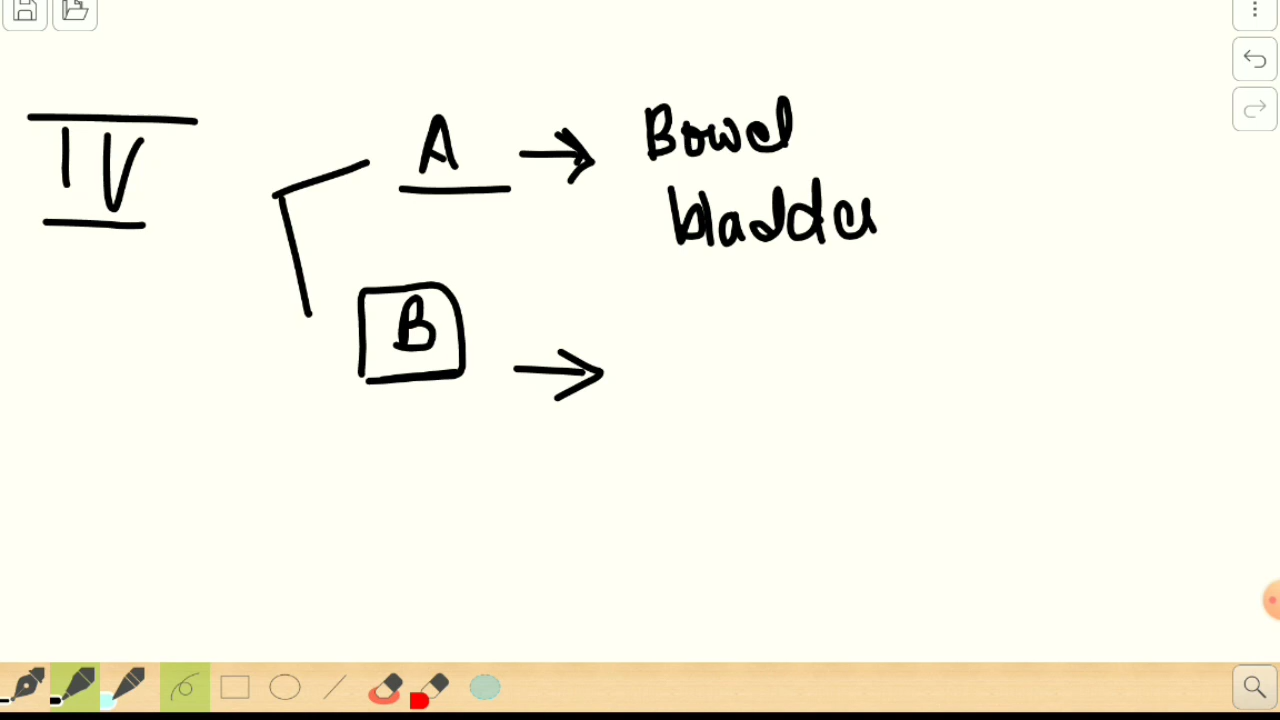 IV
A → Bowel
bladder
B →